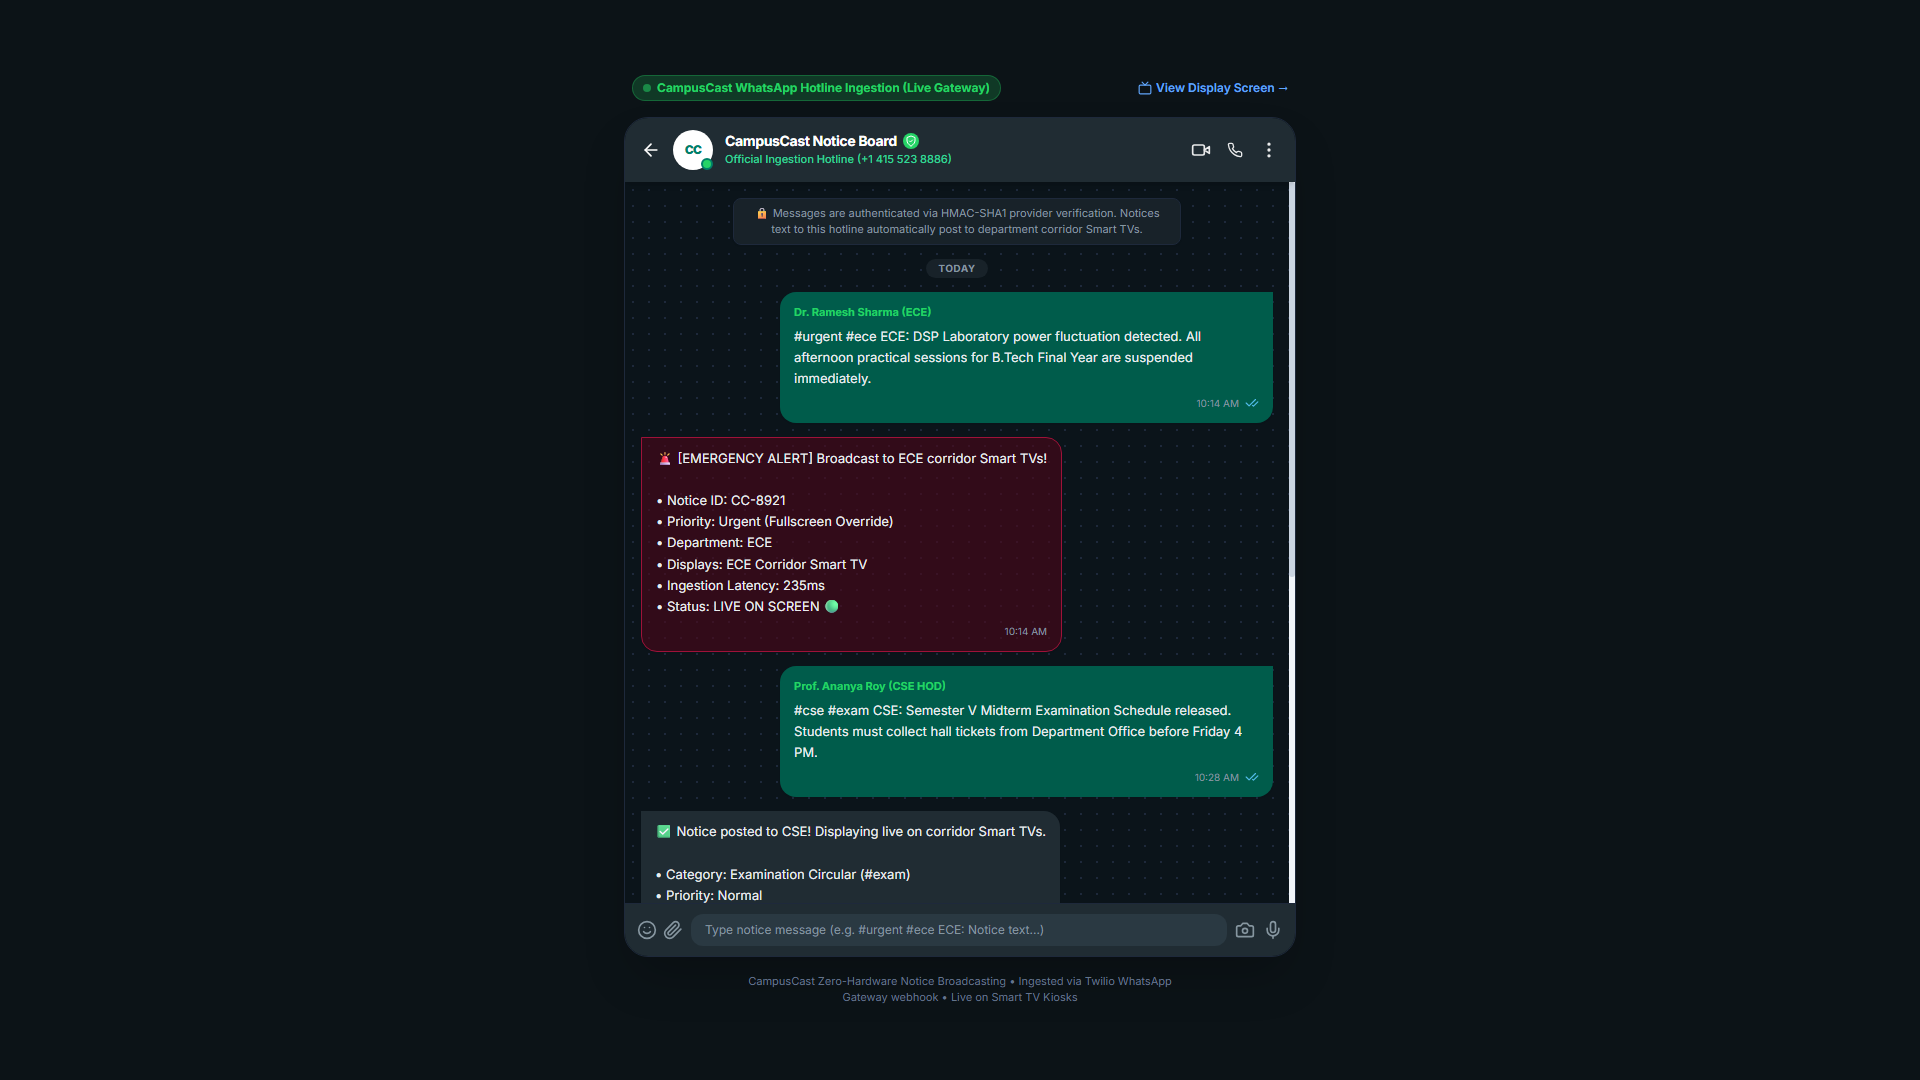 CampusCast WhatsApp Hotline Ingestion (Live Gateway)
View Display Screen →
CC
CampusCast Notice Board
Official Ingestion Hotline (+1 415 523 8886)
🔒 Messages are authenticated via HMAC-SHA1 provider verification. Notices
text to this hotline automatically post to department corridor Smart TVs.
TODAY
Dr. Ramesh Sharma (ECE)
#urgent #ece ECE: DSP Laboratory power fluctuation detected. All
afternoon practical sessions for B.Tech Final Year are suspended
immediately.
10:14 AM
🚨 [EMERGENCY ALERT] Broadcast to ECE corridor Smart TVs!
• Notice ID: CC-8921
• Priority: Urgent (Fullscreen Override)
• Department: ECE
• Displays: ECE Corridor Smart TV
• Ingestion Latency: 235ms
• Status: LIVE ON SCREEN 🟢
10:14 AM
Prof. Ananya Roy (CSE HOD)
#cse #exam CSE: Semester V Midterm Examination Schedule released.
Students must collect hall tickets from Department Office before Friday 4
PM.
10:28 AM
✅ Notice posted to CSE! Displaying live on corridor Smart TVs.
• Category: Examination Circular (#exam)
• Priority: Normal
Type notice message (e.g. #urgent #ece ECE: Notice text...)
CampusCast Zero-Hardware Notice Broadcasting • Ingested via Twilio WhatsApp
Gateway webhook • Live on Smart TV Kiosks